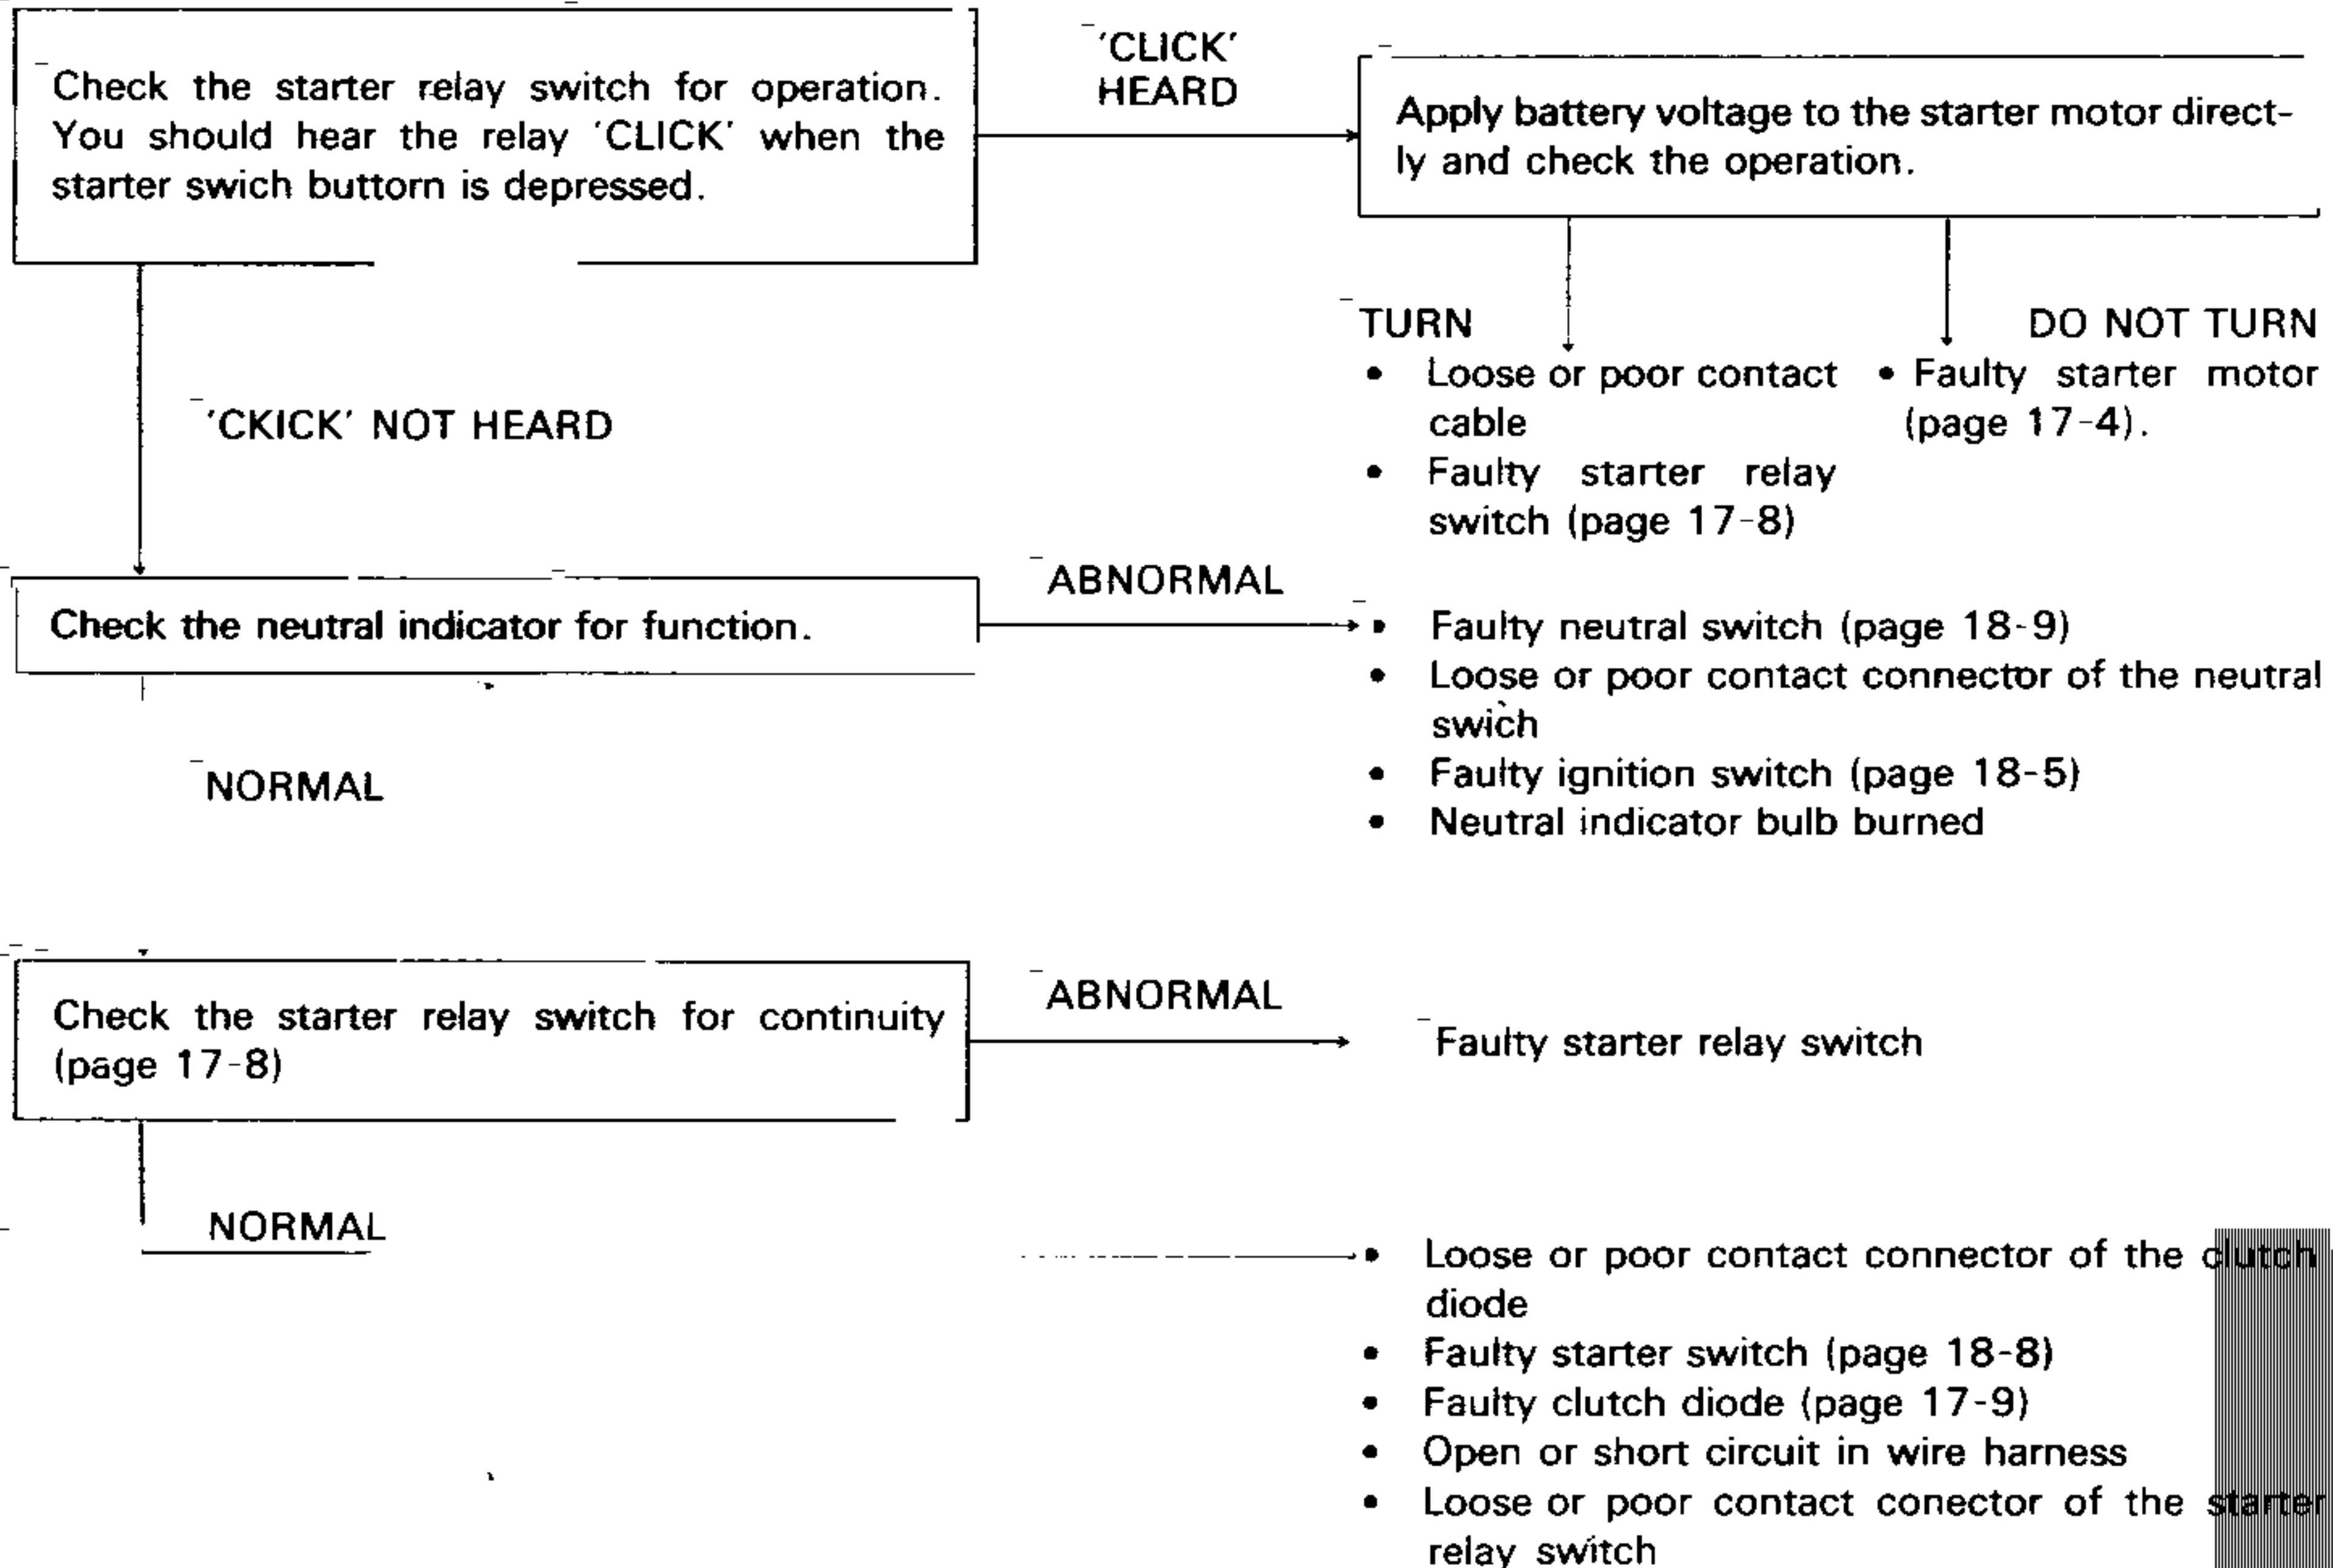 Check the starter relay switch for operation.
You should hear the relay 'CLICK' when the
starter swich buttorn is depressed.
'CLICK'
HEARD
Apply battery voltage to the starter motor direct-
ly and check the operation.
TURN
• Loose or poor contact
cable
• Faulty starter relay
switch (page 17-8)
DO NOT TURN
• Faulty starter motor
(page 17-4).
'CKICK' NOT HEARD
Check the neutral indicator for function.
ABNORMAL
• Faulty neutral switch (page 18-9)
• Loose or poor contact connector of the neutral
swich
• Faulty ignition switch (page 18-5)
• Neutral indicator bulb burned
NORMAL
Check the starter relay switch for continuity
(page 17-8)
ABNORMAL
Faulty starter relay switch
NORMAL
• Loose or poor contact connector of the clutch
diode
• Faulty starter switch (page 18-8)
• Faulty clutch diode (page 17-9)
• Open or short circuit in wire harness
• Loose or poor contact conector of the starter
relay switch